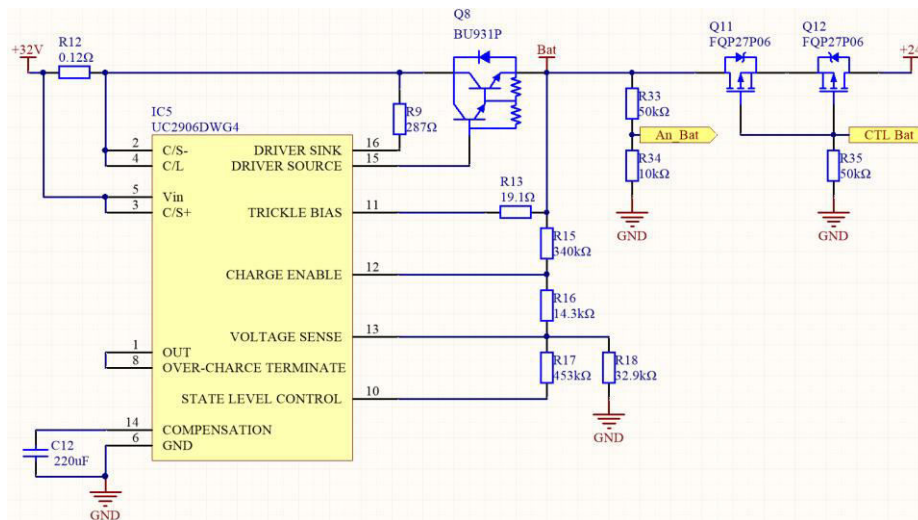 +32V
R12
0.12Ω
Q8
BU931P
Bat
Q11
FQP27P06
Q12
FQP27P06
+24
IC5
UC2906DWG4
R9
287Ω
2 C/S-
4 C/L
5 Vin
3 C/S+
1 OUT
8 OVER-CHARCE TERMINATE
14 COMPENSATION
6 GND
DRIVER SINK 16
DRIVER SOURCE 15
TRICKLE BIAS 11
CHARGE ENABLE 12
VOLTAGE SENSE 13
STATE LEVEL CONTROL 10
R13
19.1Ω
R15
340kΩ
R16
14.3kΩ
R17
453kΩ
R18
32.9kΩ
GND
R33
50kΩ
An_Bat
R34
10kΩ
GND
CTL Bat
R35
50kΩ
GND
C12
220uF
GND